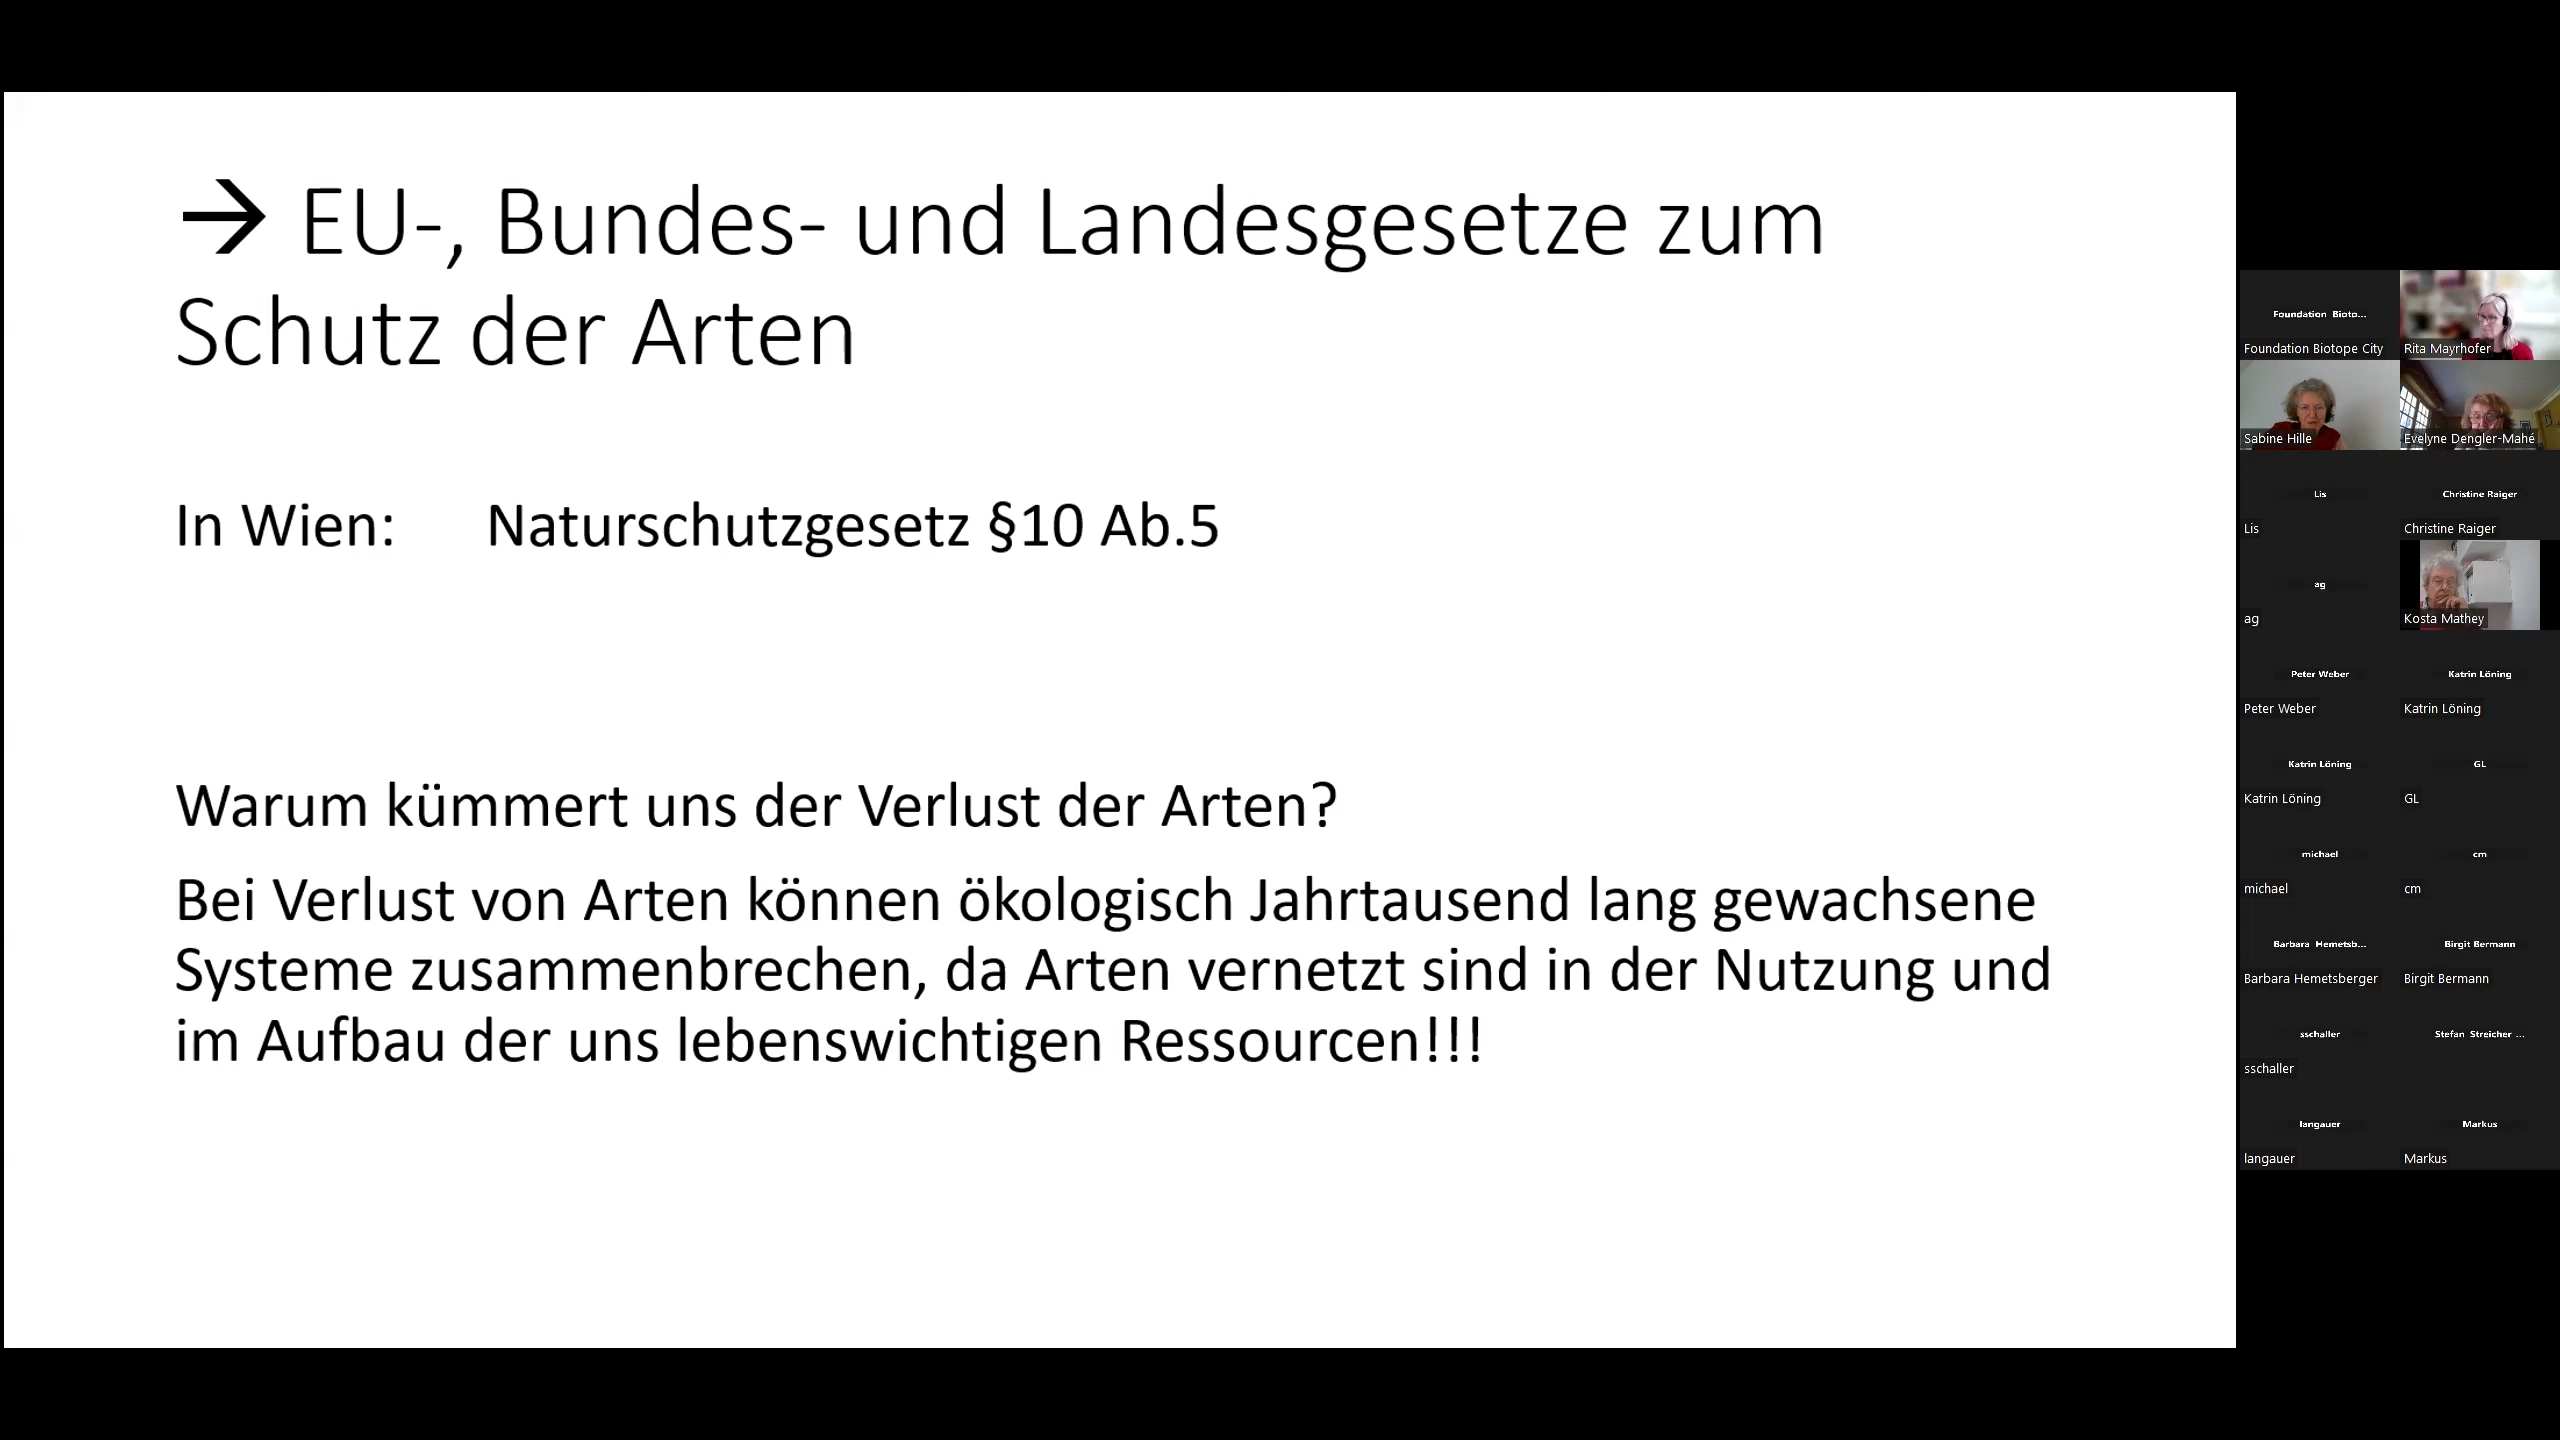 → EU-, Bundes- und Landesgesetze zum
Schutz der Arten
In Wien: Naturschutzgesetz §10 Ab.5
Warum kümmert uns der Verlust der Arten?
Bei Verlust von Arten können ökologisch Jahrtausend lang gewachsene
Systeme zusammenbrechen, da Arten vernetzt sind in der Nutzung und
im Aufbau der uns lebenswichtigen Ressourcen!!!
Foundation Bioto...
Foundation Biotope City
Rita Mayrhofer
Sabine Hille
Evelyne Dengler-Mahé
Lis
Lis
Christine Raiger
Christine Raiger
ag
ag
Kosta Mathey
Peter Weber
Peter Weber
Katrin Löning
Katrin Löning
Katrin Löning
Katrin Löning
GL
GL
michael
michael
cm
cm
Barbara Hemetsb...
Barbara Hemetsberger
Birgit Bermann
Birgit Bermann
sschaller
sschaller
Stefan Streicher ...
langauer
langauer
Markus
Markus